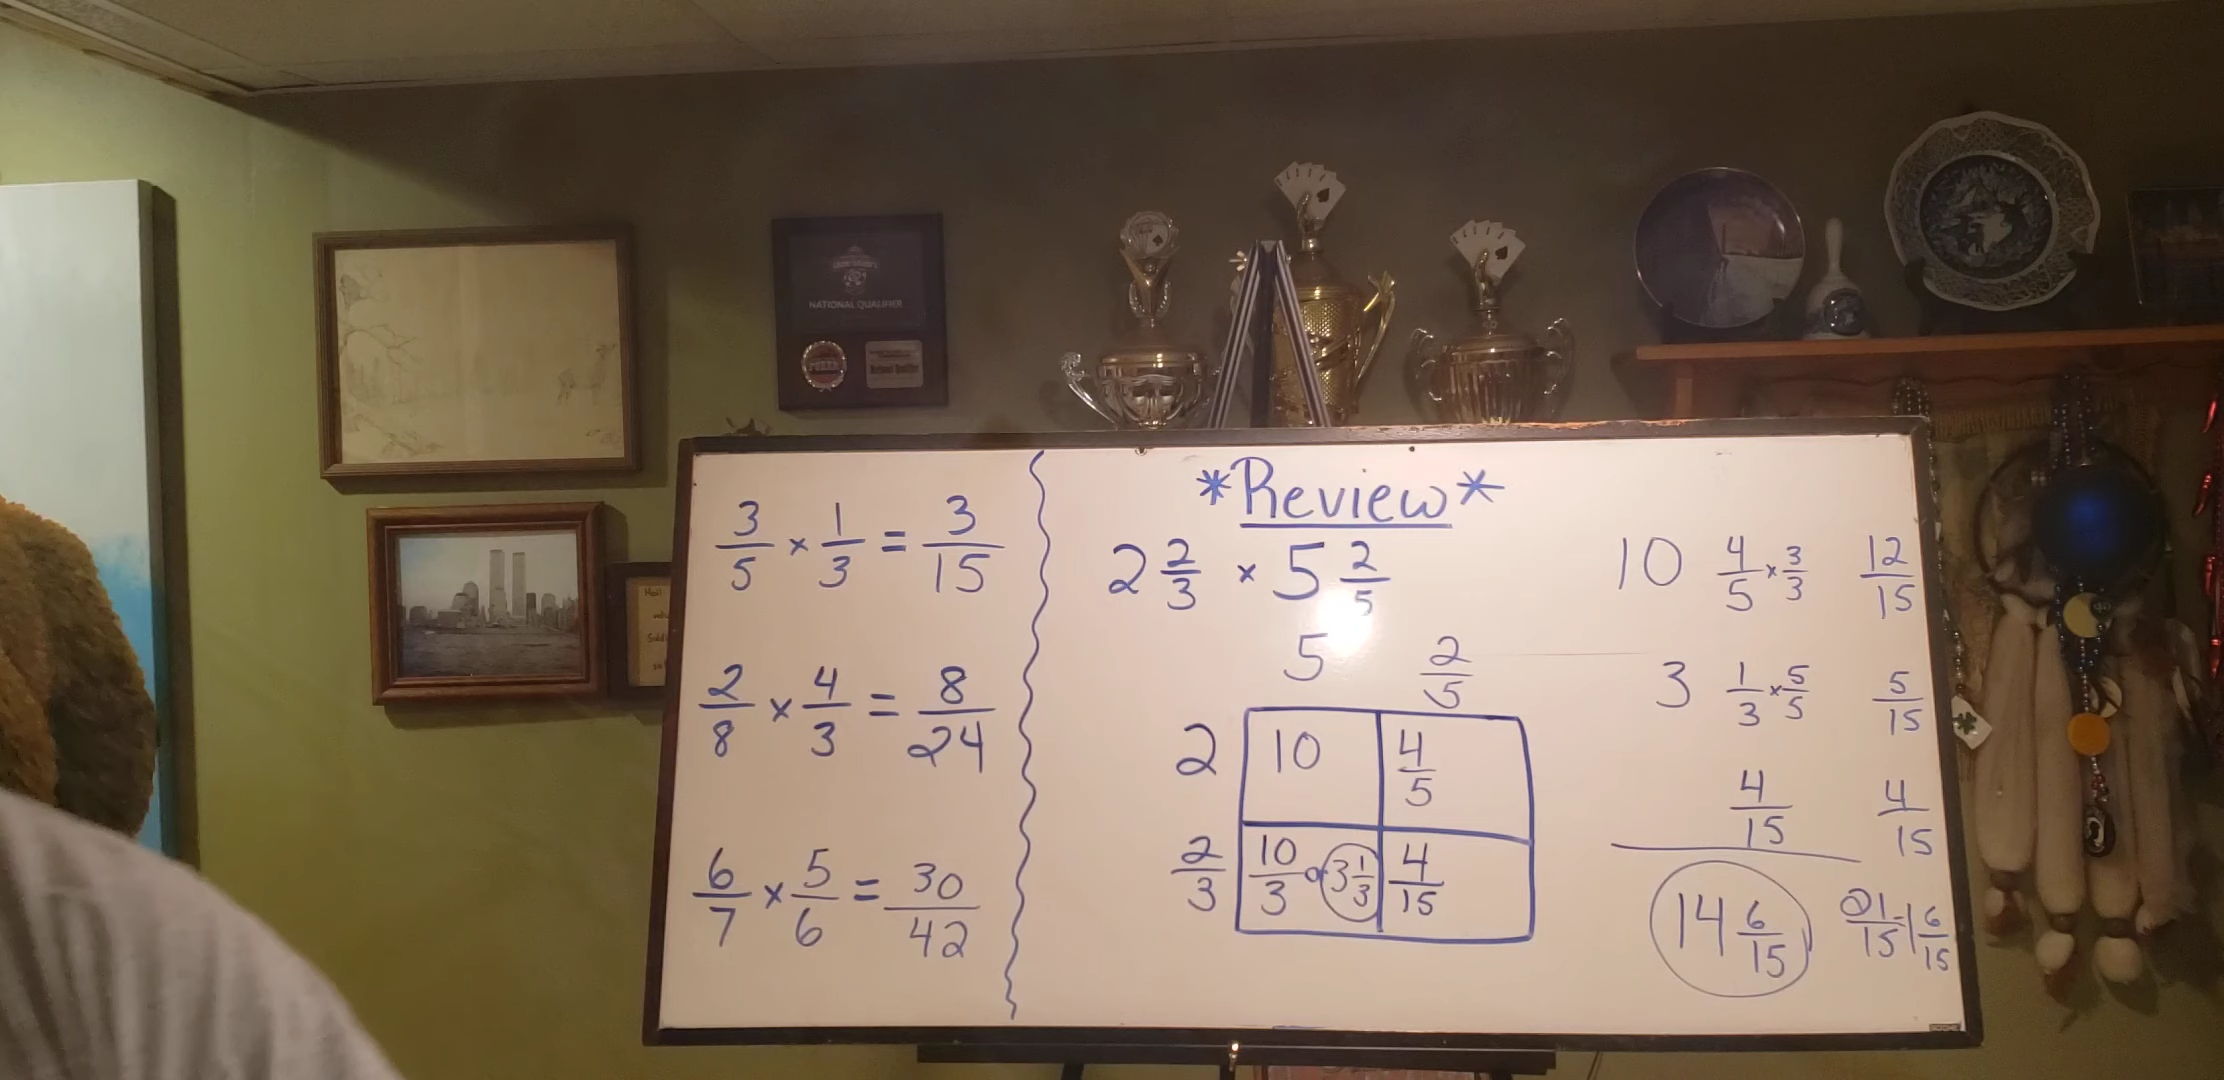 NATIONAL QUALIFIER
National Qualifier
3/5 × 1/3 = 3/15
2/8 × 4/3 = 8/24
6/7 × 5/6 = 30/42
*Review*
2 2/3 × 5 2/5
5 2/5
2 10 4/5
2/3 10/3 or 3 1/3 4/15
10 4/5 × 3/3 12/15
3 1/3 × 5/5 5/15
4/15 4/15
14 6/15 21/15 = 1 6/15